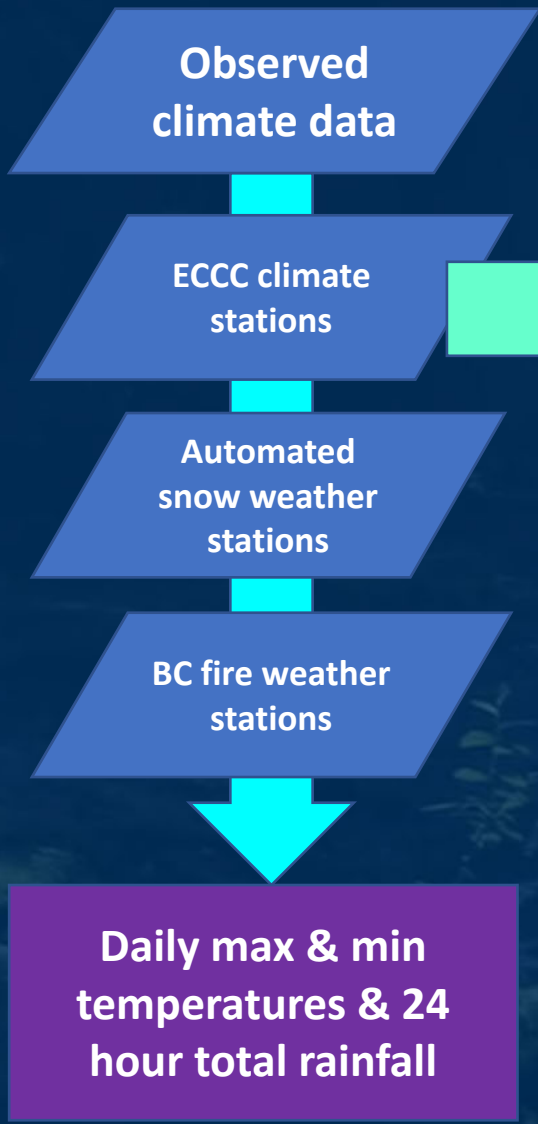 Observed
climate data
ECCC climate
stations
Automated
snow weather
stations
BC fire weather
stations
Daily max & min
temperatures & 24
hour total rainfall